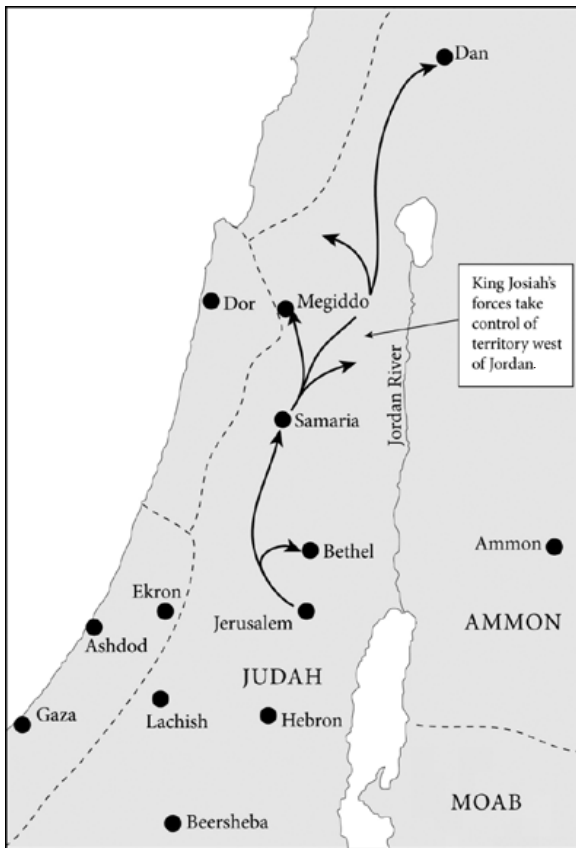 Dan
Dor
Megiddo
King Josiah's
forces take
control of
territory west
of Jordan.
Jordan River
Samaria
Bethel
Ammon
Ekron
Jerusalem
AMMON
Ashdod
JUDAH
Gaza
Lachish
Hebron
MOAB
Beersheba